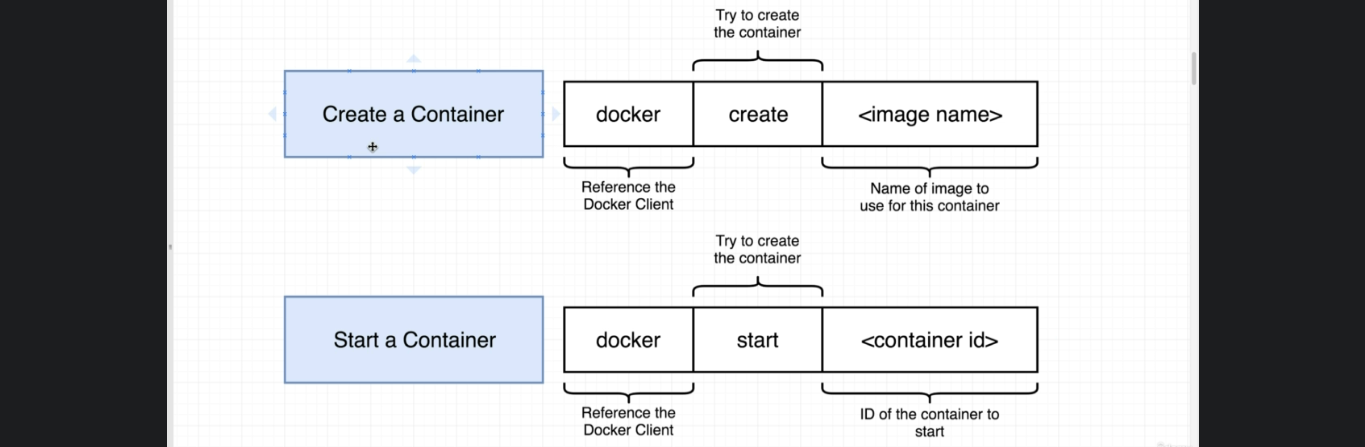 Try to create
the container
Create a Container
docker
create
<image name>
Reference the
Docker Client
Name of image to
use for this container
Try to create
the container
Start a Container
docker
start
<container id>
Reference the
Docker Client
ID of the container to
start